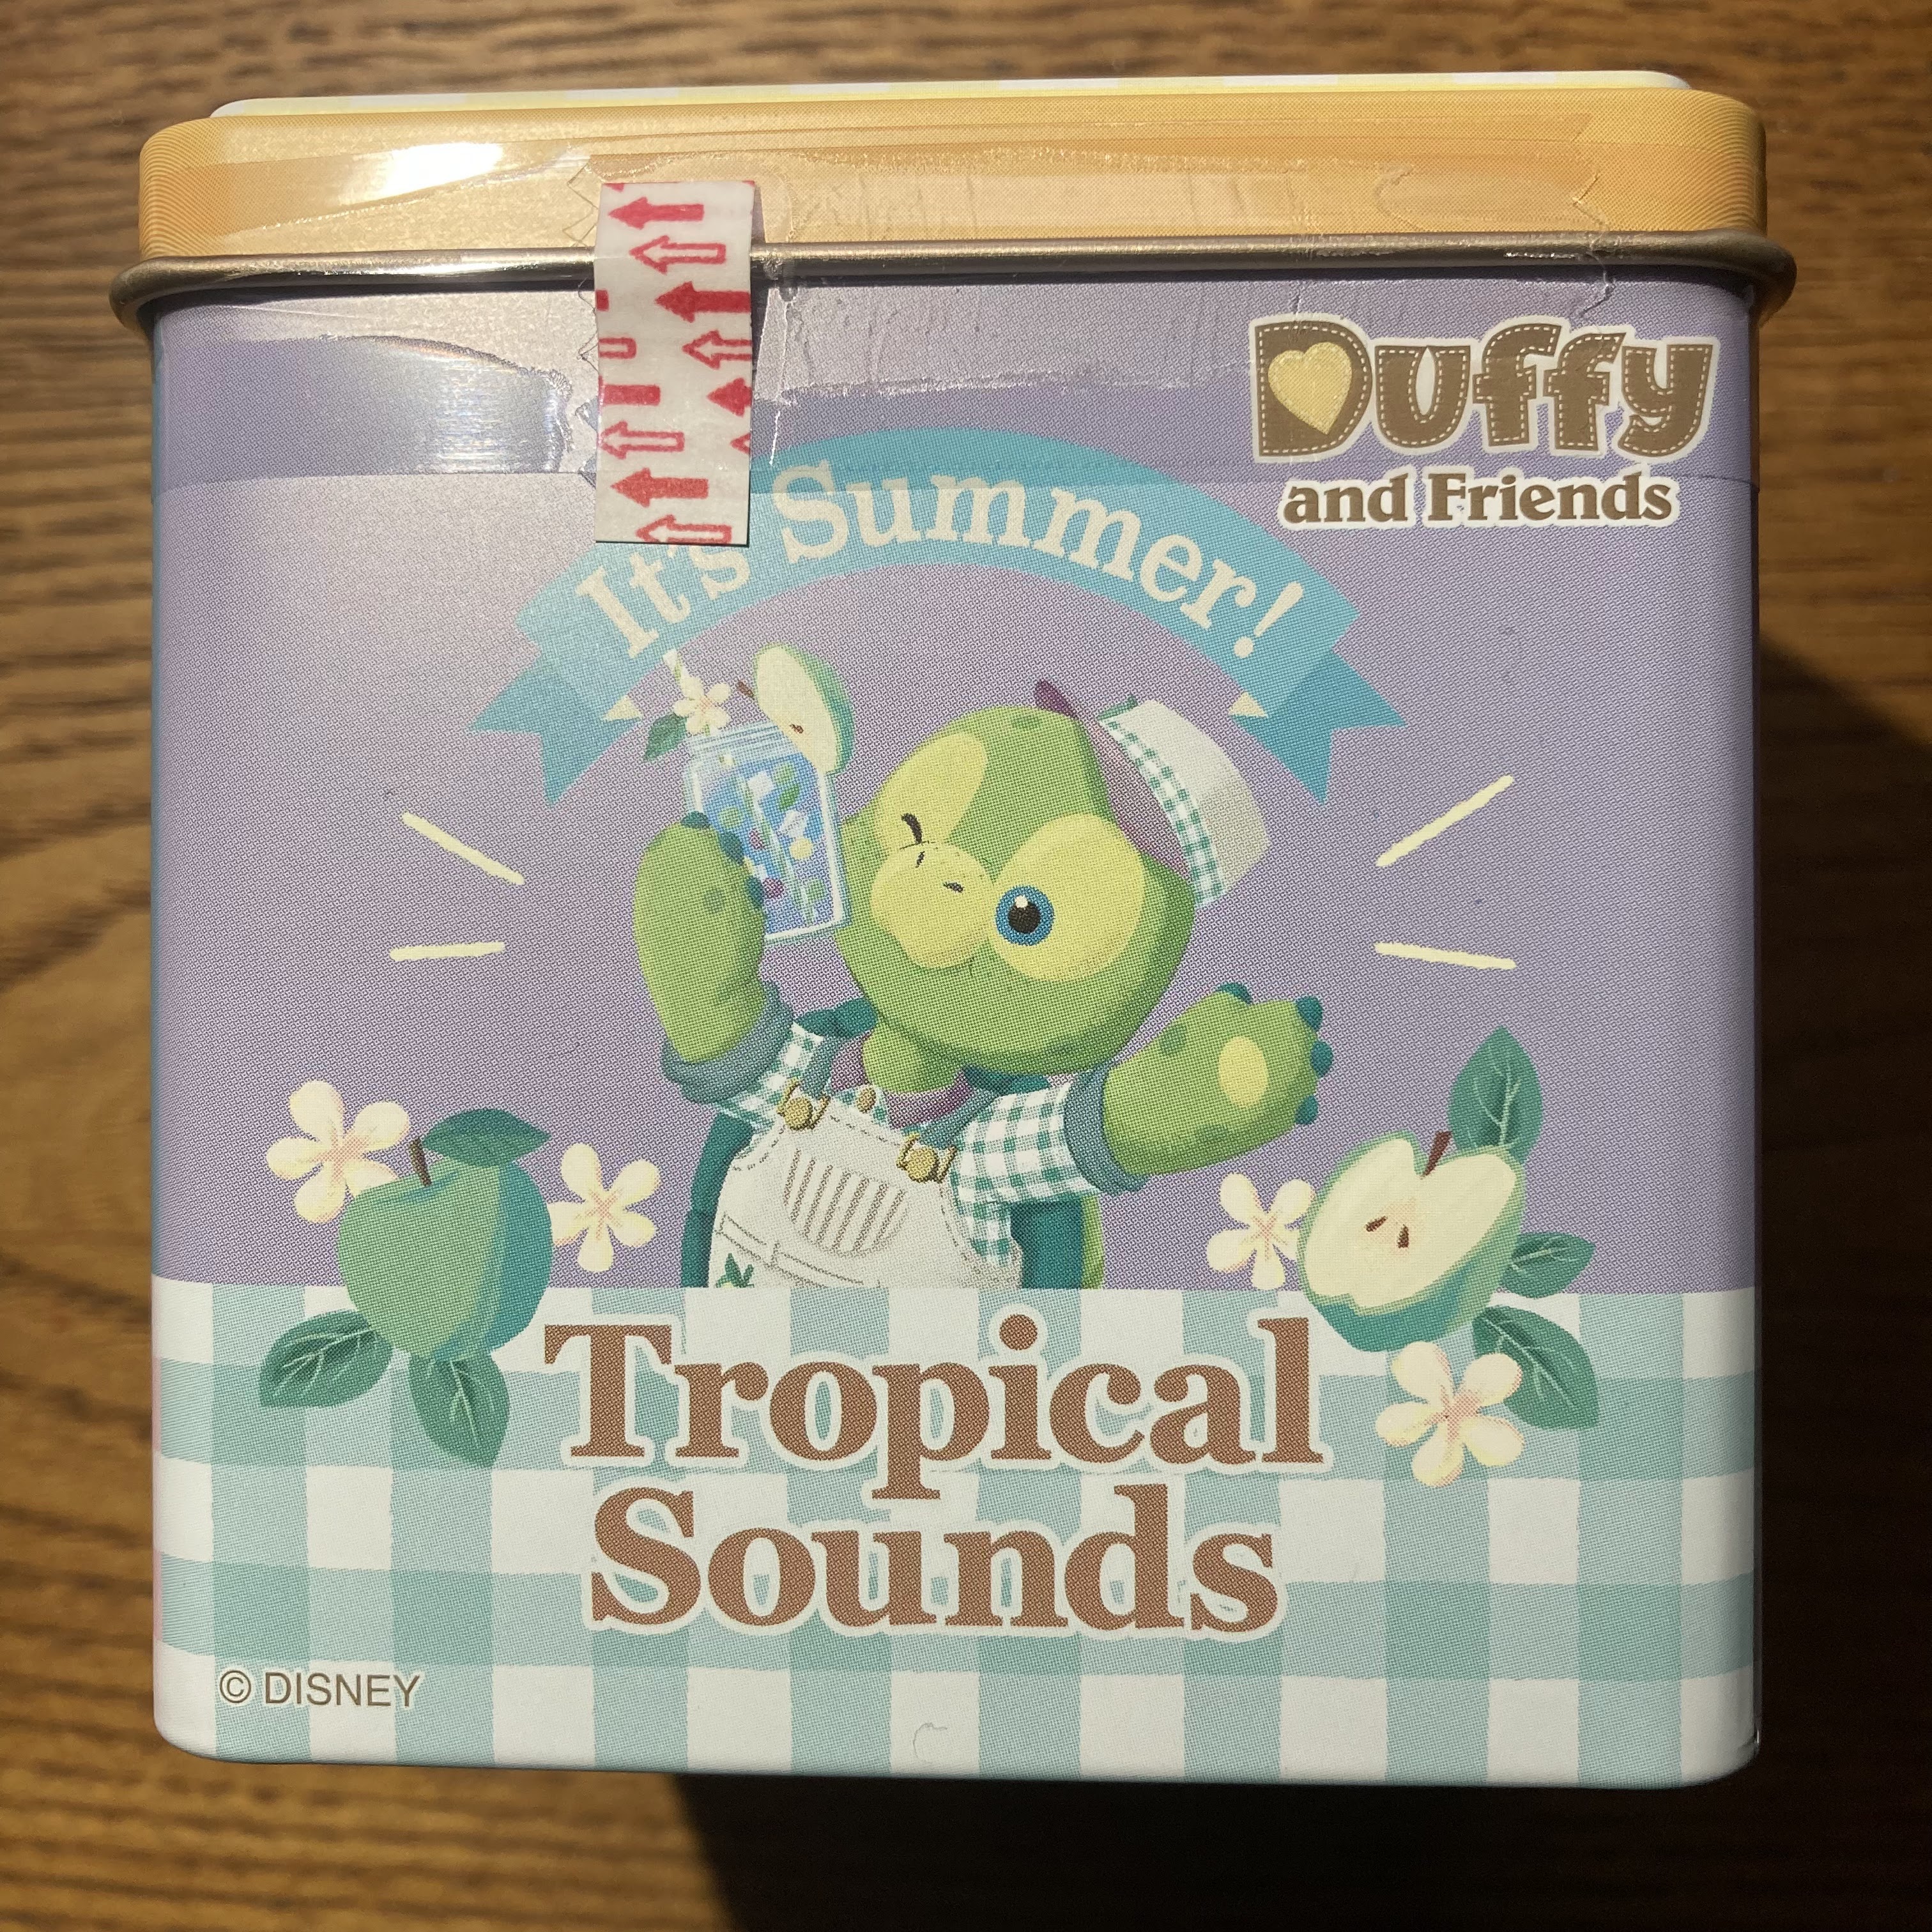 Duffy
and Friends
It's Summer!
Tropical
Sounds
© DISNEY